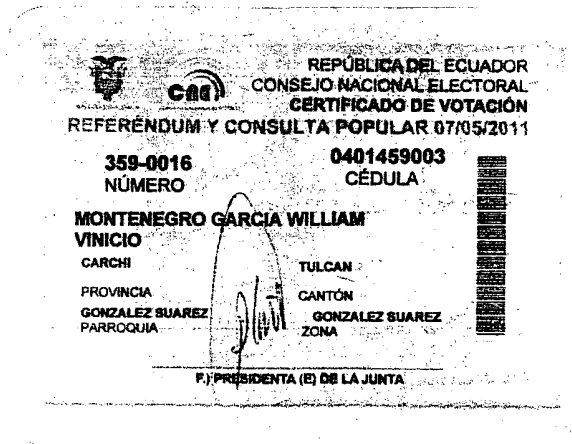 REPÚBLICA DEL ECUADOR
CNE CONSEJO NACIONAL ELECTORAL
CERTIFICADO DE VOTACIÓN
REFERÉNDUM Y CONSULTA POPULAR 07/05/2011
359-0016 0401459003
NÚMERO CÉDULA
MONTENEGRO GARCIA WILLIAM
VINICIO
CARCHI TULCAN
PROVINCIA CANTÓN
GONZALEZ SUAREZ GONZALEZ SUAREZ
PARROQUIA ZONA
F.) PRESIDENTA (E) DE LA JUNTA